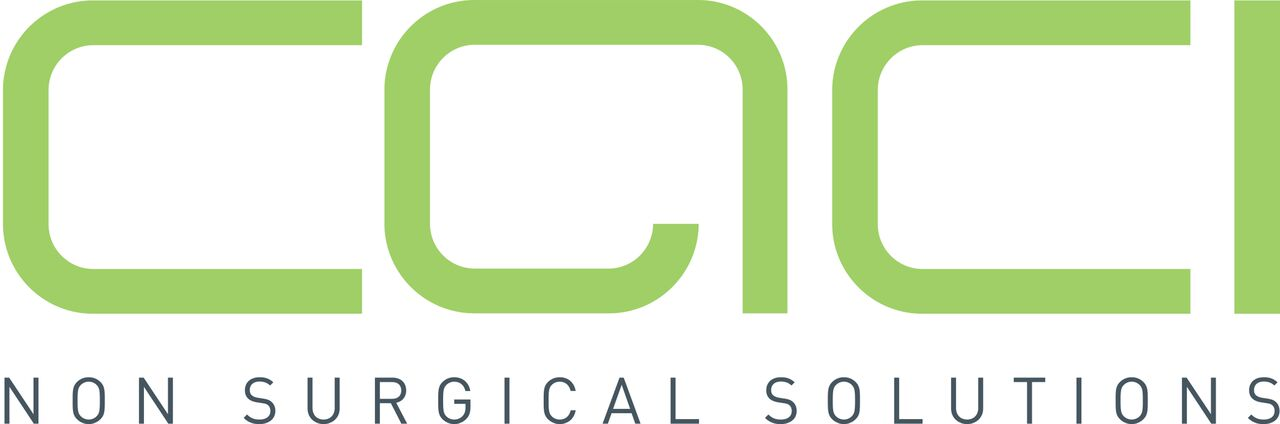 caci
NON SURGICAL SOLUTIONS